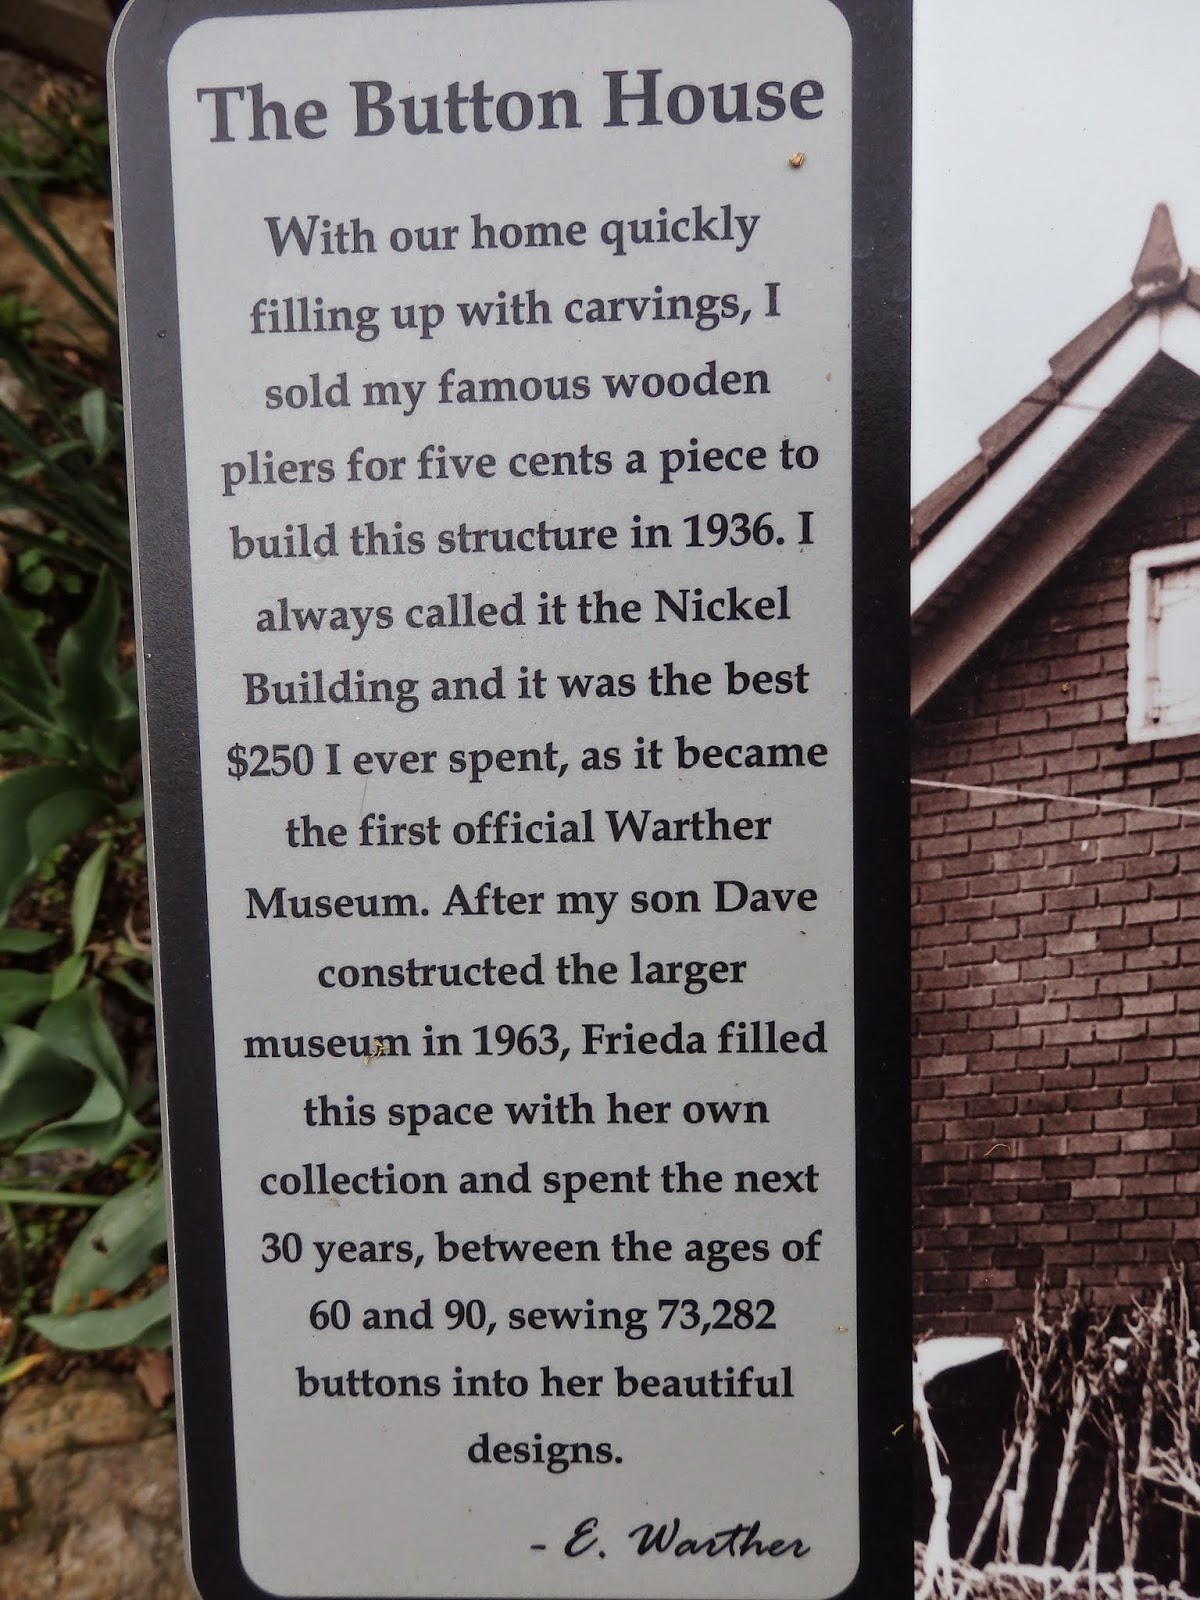 The Button House
With our home quickly
filling up with carvings, I
sold my famous wooden
pliers for five cents a piece to
build this structure in 1936. I
always called it the Nickel
Building and it was the best
$250 I ever spent, as it became
the first official Warther
Museum. After my son Dave
constructed the larger
museum in 1963, Frieda filled
this space with her own
collection and spent the next
30 years, between the ages of
60 and 90, sewing 73,282
buttons into her beautiful
designs.
- E. Warther